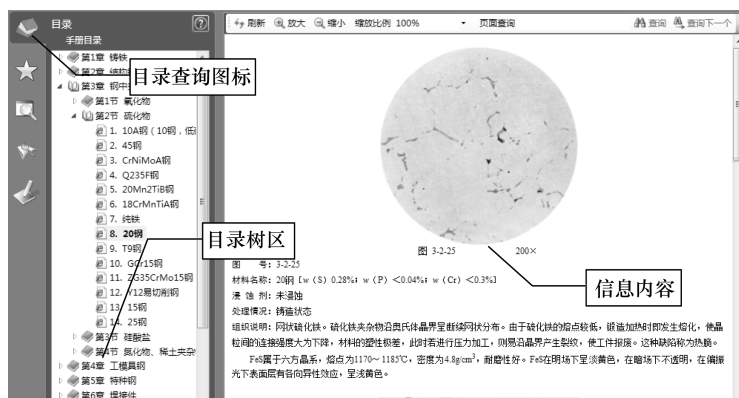 目录
手册目录
第1章 铸铁
第3章 钢中
第1节 氧化物
第2节 硫化物
1. 10A钢（10钢，低
2. 45钢
3. CrNiMoA钢
4. Q235F钢
5. 20Mn2TiB钢
6. 18CrMnTiA钢
7. 纯铁
8. 20钢
9. T9钢
10. GCr15钢
11. ZG35CrMo15钢
12. Y12易切削钢
13. 15钢
14. 25钢
第3节 硅酸盐
第4节 氮化物、稀土夹杂
第4章 工模具钢
第5章 特种钢
第6章 焊接件
目录查询图标
目录树区
刷新 放大 缩小 缩放比例 100% 页面查询 查询 查询下一个
图 3-2-25 200×
信息内容
图 号：3-2-25
材料名称：20钢［w（S）0.28%；w（P）＜0.04%；w（Cr）＜0.3%］
浸 蚀 剂：未浸蚀
处理情况：铸造状态
组织说明：网状硫化铁。硫化铁夹杂物沿奥氏体晶界呈断续网状分布。由于硫化铁的熔点较低，锻造加热时即发生熔化，使晶
粒间的连接强度大为下降，材料的塑性极差，此时若进行压力加工，则易沿晶界产生裂纹，使工件报废。这种缺陷称为热脆。
FeS属于六方晶系，熔点为1170～1185℃，密度为4.8g/cm³，耐磨性好。FeS在明场下呈淡黄色，在暗场下不透明，在偏振
光下表面层有各向异性效应，呈浅黄色。